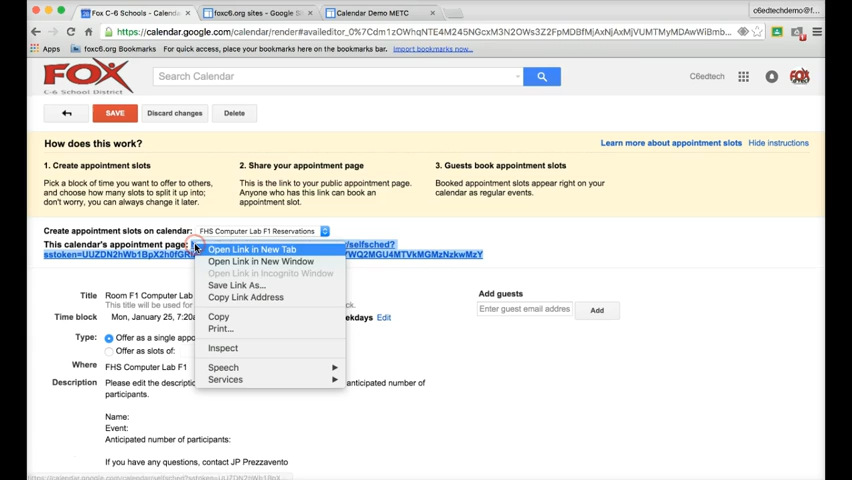 Fox C-6 Schools - Calenda
foxc6.org sites - Google Si
Calendar Demo METC
c6edtechdemo@f...
https://calendar.google.com/calendar/render#availeditor_0%7Cdm1zOWhqNTE4M245NGcxM3N2OWs3Z2FpMDBfMjAxNjAxMjVUMTMyMDAwWiBmb...
Apps
foxc6.org Bookmarks
For quick access, place your bookmarks here on the bookmarks bar.
Import bookmarks now...
FOX
C-6 SCHOOL DISTRICT
Search Calendar
C6edtech
SAVE
Discard changes
Delete
How does this work?
Learn more about appointment slots
Hide instructions
1. Create appointment slots
2. Share your appointment page
3. Guests book appointment slots
Pick a block of time you want to offer to others,
and choose how many slots to split it up into;
don't worry, you can always change it later.
This is the link to your public appointment page.
Anyone who has this link can book an
appointment slot.
Booked appointment slots appear right on your
calendar as regular events.
Create appointment slots on calendar:
FHS Computer Lab F1 Reservations
This calendar's appointment page:
/selfsched?
Open Link in New Tab
Open Link in New Window
Open Link in Incognito Window
Save Link As...
Copy Link Address
Copy
Print...
Inspect
Speech
Services
Title
Room F1 Computer Lab
This title will be used for
Time block
Mon, January 25, 7:20a
ekdays
Edit
Type:
Offer as a single appo
Offer as slots of:
Where
FHS Computer Lab F1
Description
Please edit the descripti
anticipated number of
participants.
Name:
Event:
Anticipated number of participants:
If you have any questions, contact JP Prezzavento
Add guests
Enter guest email address
Add